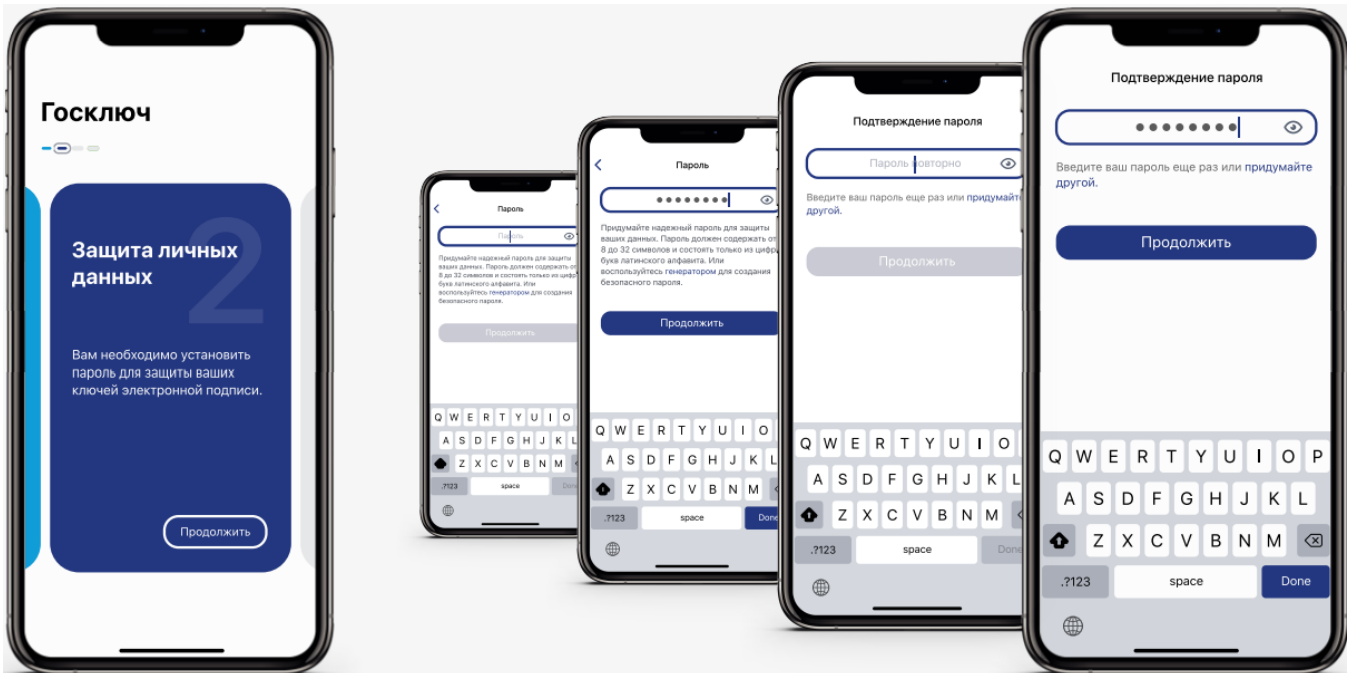 Госключ
2
Защита личных
данных
Вам необходимо установить
пароль для защиты ваших
ключей электронной подписи.
Продолжить
Пароль
Пароль
Придумайте надежный пароль для защиты
ваших данных. Пароль должен содержать от
8 до 32 символов и состоять только из цифр
букв латинского алфавита. Или
воспользуйтесь генератором для создания
безопасного пароля.
Продолжить
Q W E R T Y U I O
A S D F G H J K L
Z X C V B N M
.?123 space Done
Пароль
Придумайте надежный пароль для защиты
ваших данных. Пароль должен содержать от
8 до 32 символов и состоять только из цифр
букв латинского алфавита. Или
воспользуйтесь генератором для создания
безопасного пароля.
Продолжить
Q W E R T Y U I O
A S D F G H J K L
Z X C V B N M
.?123 space Done
Подтверждение пароля
Пароль повторно
Введите ваш пароль еще раз или придумайт
другой.
Продолжить
Q W E R T Y U I O
A S D F G H J K L
Z X C V B N M
.?123 space Done
Подтверждение пароля
Введите ваш пароль еще раз или придумайте
другой.
Продолжить
Q W E R T Y U I O P
A S D F G H J K L
Z X C V B N M
.?123 space Done